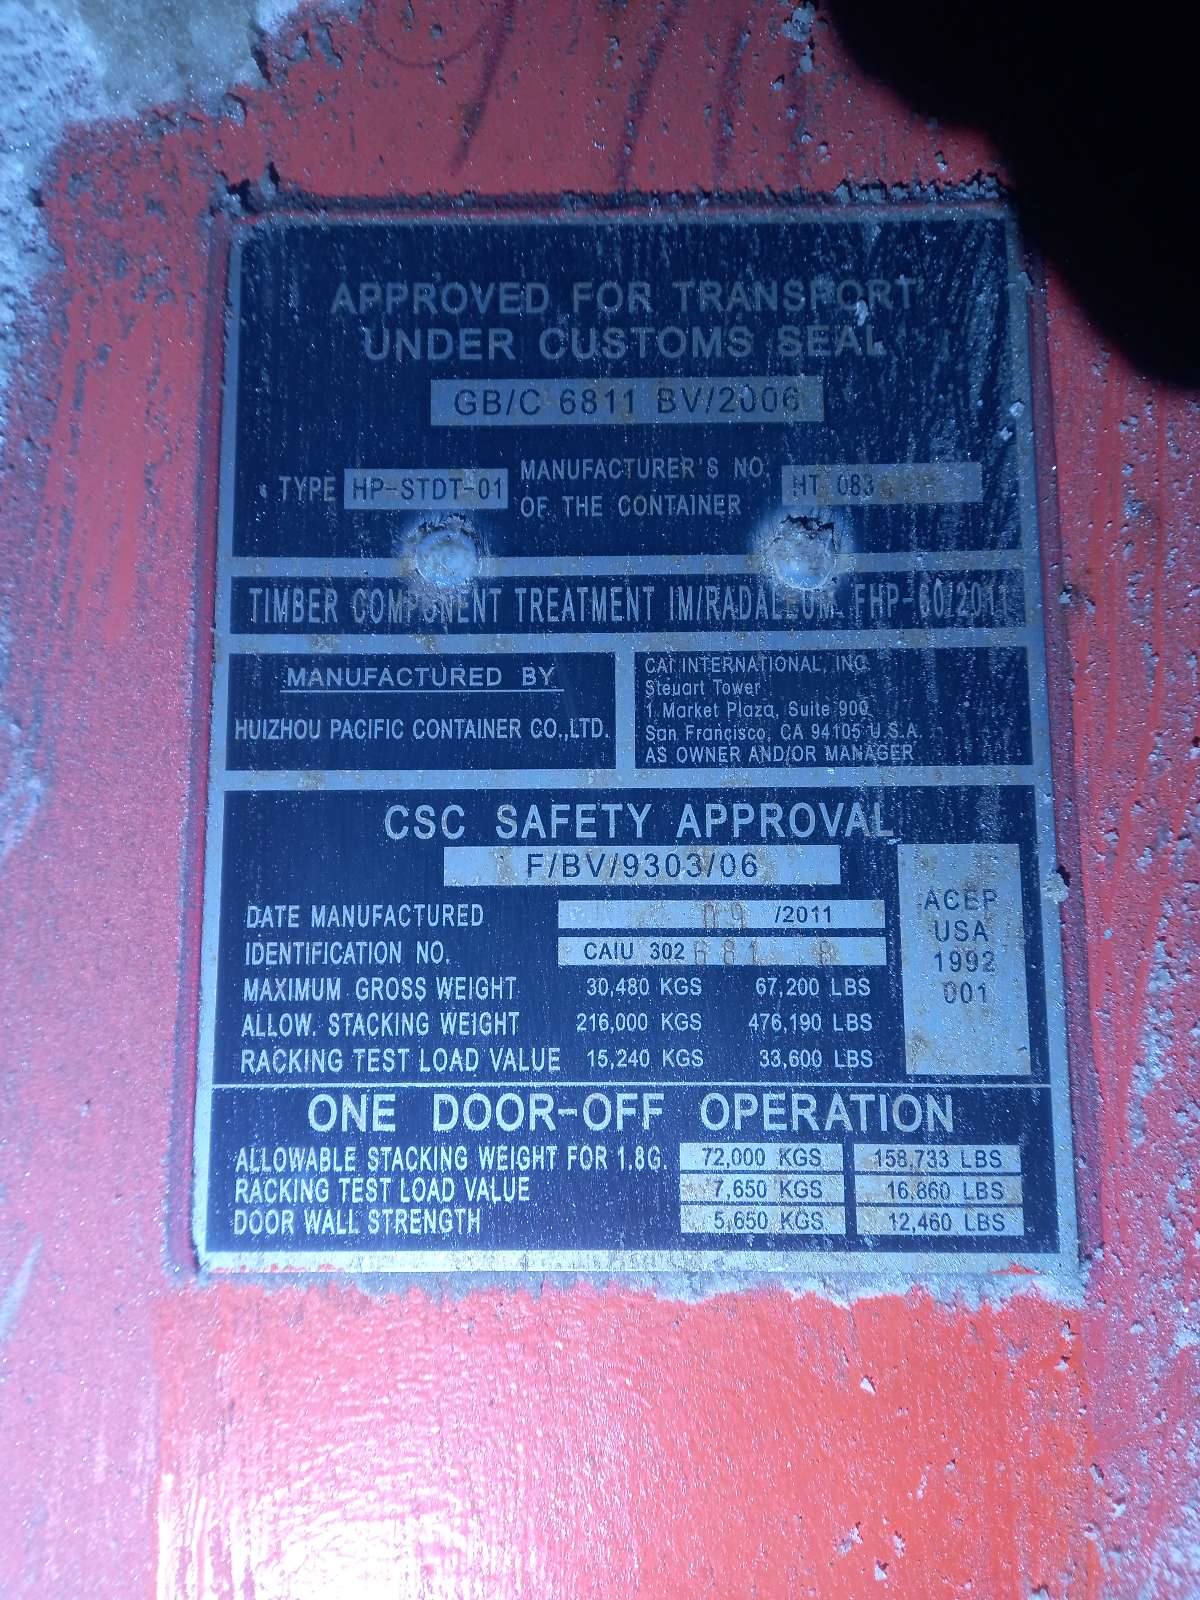 APPROVED FOR TRANSPORT
UNDER CUSTOMS SEAL
GB/C 6811 BV/2006
TYPE HP-STDT-01 MANUFACTURER'S NO. OF THE CONTAINER HT 083
TIMBER COMPONENT TREATMENT IM/RADALEUM FHP-60/2011
MANUFACTURED BY
HUIZHOU PACIFIC CONTAINER CO.,LTD.
CAI INTERNATIONAL, INC.
Steuart Tower
1 Market Plaza, Suite 900
San Francisco, CA 94105 U.S.A.
AS OWNER AND/OR MANAGER
CSC SAFETY APPROVAL
F/BV/9303/06
DATE MANUFACTURED 09 /2011
IDENTIFICATION NO. CAIU 302 681 8
MAXIMUM GROSS WEIGHT 30,480 KGS 67,200 LBS
ALLOW. STACKING WEIGHT 216,000 KGS 476,190 LBS
RACKING TEST LOAD VALUE 15,240 KGS 33,600 LBS
ACEP
USA
1992
001
ONE DOOR-OFF OPERATION
ALLOWABLE STACKING WEIGHT FOR 1.8G. 72,000 KGS 158,733 LBS
RACKING TEST LOAD VALUE 7,650 KGS 16,860 LBS
DOOR WALL STRENGTH 5,650 KGS 12,460 LBS